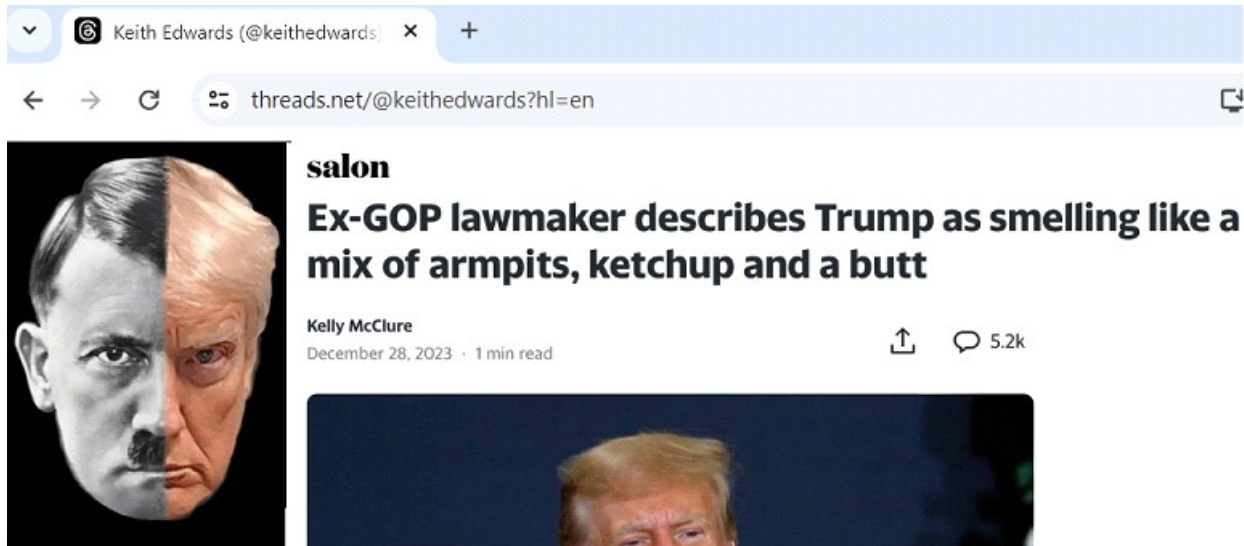 Keith Edwards (@keithedwards)
threads.net/@keithedwards?hl=en
salon
Ex-GOP lawmaker describes Trump as smelling like a
mix of armpits, ketchup and a butt
Kelly McClure
December 28, 2023 · 1 min read
5.2k